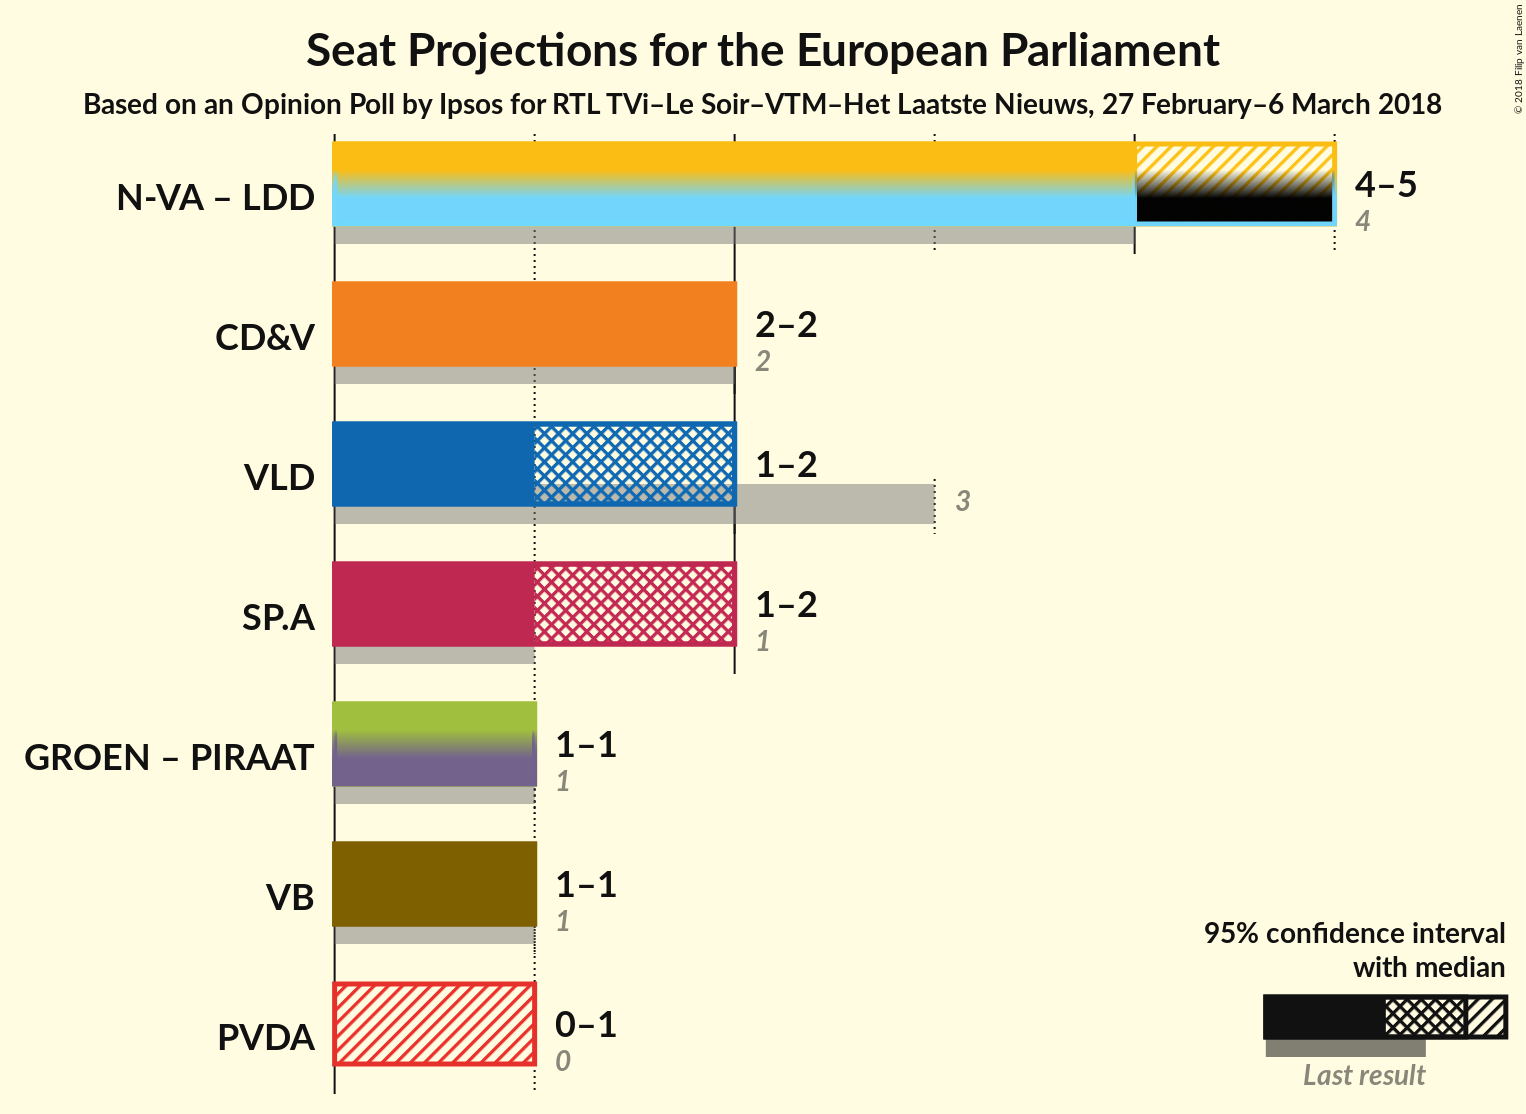 Seat Projections for the European Parliament
Based on an Opinion Poll by Ipsos for RTL TVi–Le Soir–VTM–Het Laatste Nieuws, 27 February–6 March 2018
© 2018 Filip van Laenen
N-VA – LDD
4–5
4
CD&V
2–2
2
VLD
1–2
3
SP.A
1–2
1
GROEN – PIRAAT
1–1
1
VB
1–1
1
PVDA
0–1
0
95% confidence interval
with median
Last result